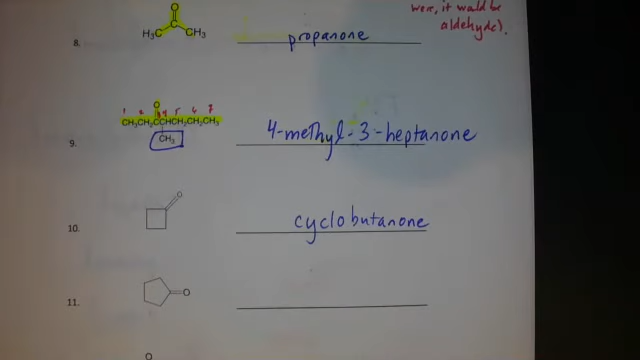 were, it would be
aldehyde).
O
H₃C CH₃
8. propanone
1 2 3 4 5 6 7
O
CH₃CH₂CCHCH₂CH₂CH₃
CH₃
9. 4-methyl-3-heptanone
O
10. cyclobutanone
O
11.
O